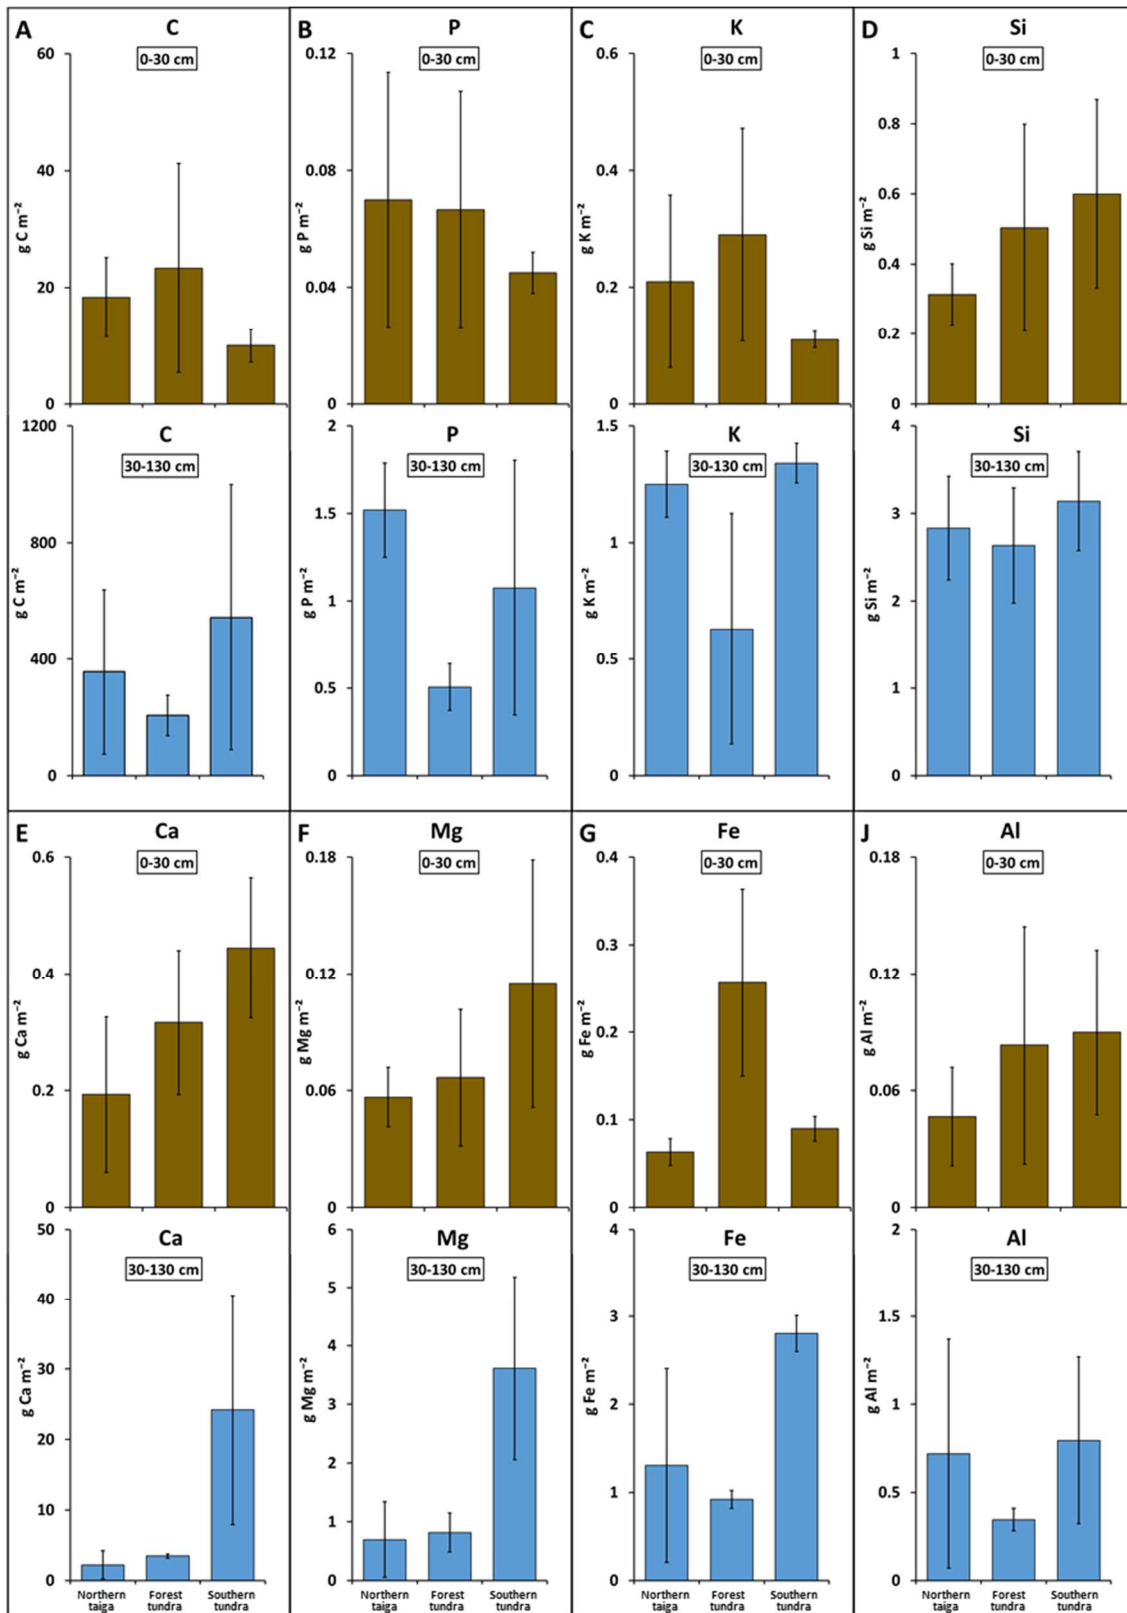 A
C
0-30 cm
60
40
20
0
g C m⁻²
B
P
0-30 cm
0.12
0.08
0.04
0
g P m⁻²
C
K
0-30 cm
0.6
0.4
0.2
0
g K m⁻²
D
Si
0-30 cm
1
0.8
0.6
0.4
0.2
0
g Si m⁻²
C
30-130 cm
1200
800
400
0
g C m⁻²
P
30-130 cm
2
1.5
1
0.5
0
g P m⁻²
K
30-130 cm
1.5
1
0.5
0
g K m⁻²
Si
30-130 cm
4
3
2
1
0
g Si m⁻²
E
Ca
0-30 cm
0.6
0.4
0.2
0
g Ca m⁻²
F
Mg
0-30 cm
0.18
0.12
0.06
0
g Mg m⁻²
G
Fe
0-30 cm
0.4
0.3
0.2
0.1
0
g Fe m⁻²
J
Al
0-30 cm
0.18
0.12
0.06
0
g Al m⁻²
Ca
30-130 cm
50
40
30
20
10
0
g Ca m⁻²
Northern
taiga
Forest
tundra
Southern
tundra
Mg
30-130 cm
6
5
4
3
2
1
0
g Mg m⁻²
Northern
taiga
Forest
tundra
Southern
tundra
Fe
30-130 cm
4
3
2
1
0
g Fe m⁻²
Northern
taiga
Forest
tundra
Southern
tundra
Al
30-130 cm
2
1.5
1
0.5
0
g Al m⁻²
Northern
taiga
Forest
tundra
Southern
tundra